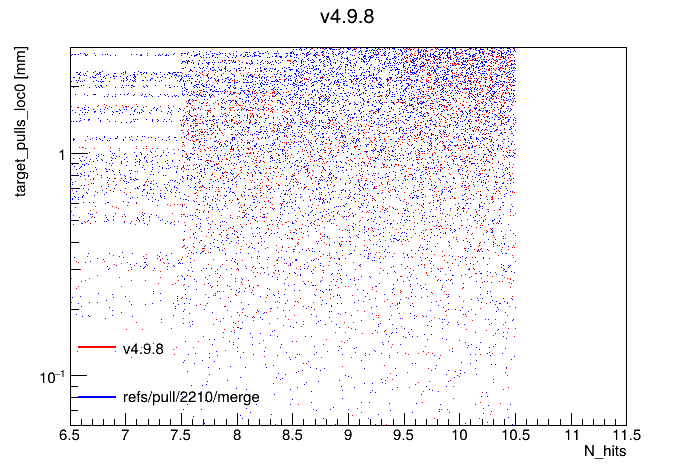 v4.9.8
target_pulls_loc0 [mm]
1
10⁻¹
v4.9.8
refs/pull/2210/merge
6.5 7 7.5 8 8.5 9 9.5 10 10.5 11 11.5
N_hits